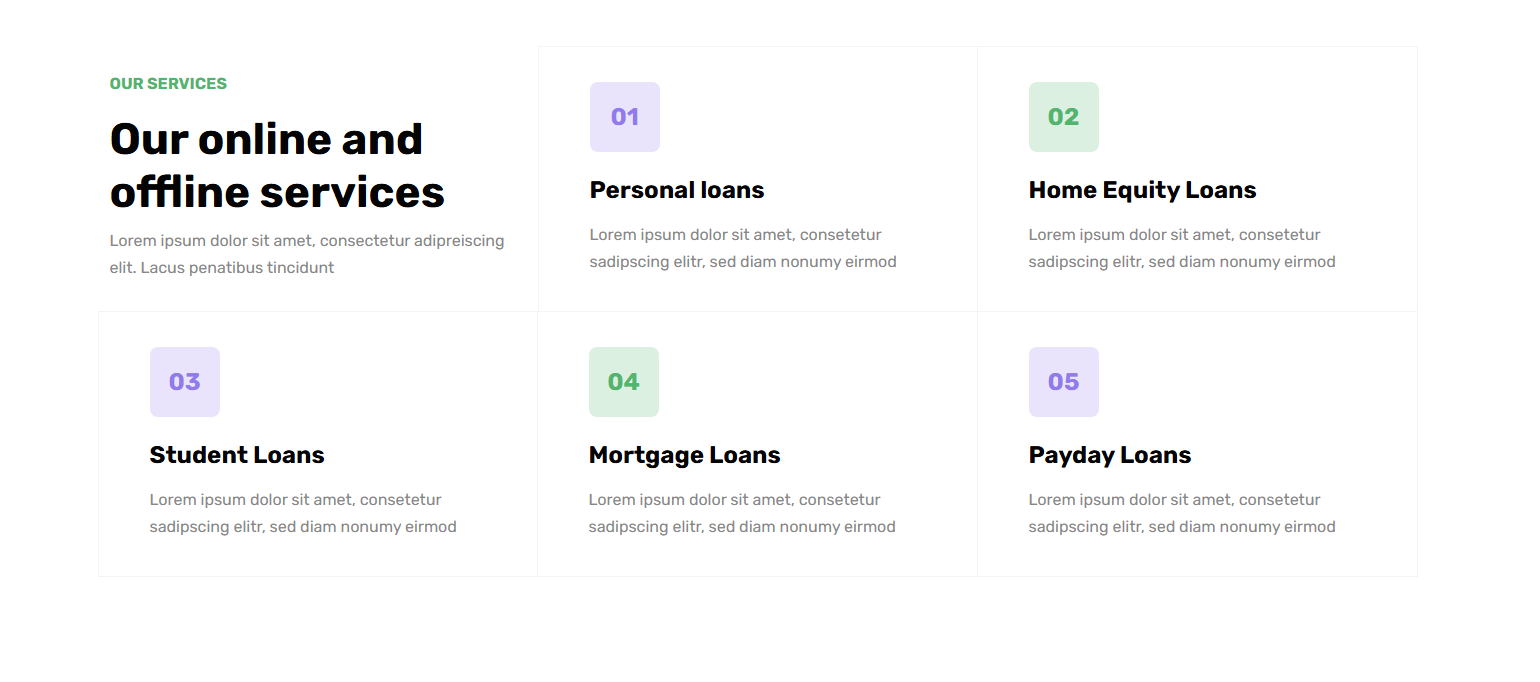 OUR SERVICES
Our online and
offline services
Lorem ipsum dolor sit amet, consectetur adipreiscing
elit. Lacus penatibus tincidunt
01
Personal loans
Lorem ipsum dolor sit amet, consetetur
sadipscing elitr, sed diam nonumy eirmod
02
Home Equity Loans
Lorem ipsum dolor sit amet, consetetur
sadipscing elitr, sed diam nonumy eirmod
03
Student Loans
Lorem ipsum dolor sit amet, consetetur
sadipscing elitr, sed diam nonumy eirmod
04
Mortgage Loans
Lorem ipsum dolor sit amet, consetetur
sadipscing elitr, sed diam nonumy eirmod
05
Payday Loans
Lorem ipsum dolor sit amet, consetetur
sadipscing elitr, sed diam nonumy eirmod